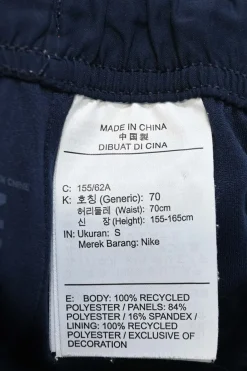 MADE IN CHINA
中国製
DIBUAT DI CINA
C: 155/62A
K: 호칭 (Generic): 70
허리둘레 (Waist): 70cm
신 장 (Height): 155-165cm
IN: Ukuran: S
Merek Barang: Nike
E: BODY: 100% RECYCLED
POLYESTER / PANELS: 84%
POLYESTER / 16% SPANDEX /
LINING: 100% RECYCLED
POLYESTER / EXCLUSIVE OF
DECORATION